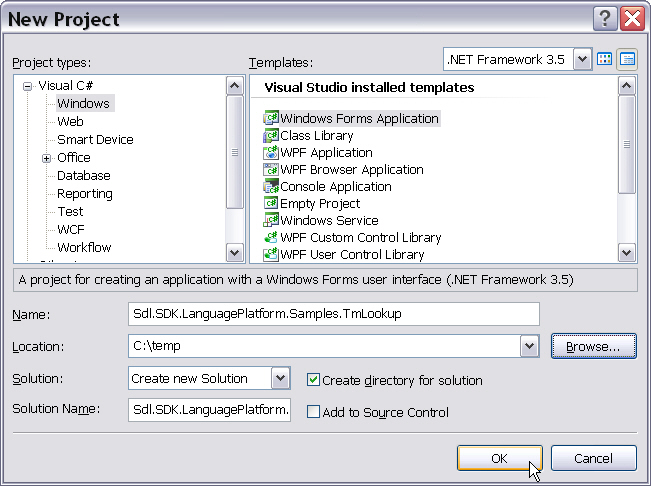 New Project
Project types:
Templates:
.NET Framework 3.5
Visual C#
Windows
Web
Smart Device
Office
Database
Reporting
Test
WCF
Workflow
Visual Studio installed templates
Windows Forms Application
Class Library
WPF Application
WPF Browser Application
Console Application
Empty Project
Windows Service
WPF Custom Control Library
WPF User Control Library
A project for creating an application with a Windows Forms user interface (.NET Framework 3.5)
Name:
Sdl.SDK.LanguagePlatform.Samples.TmLookup
Location:
C:\temp
Browse...
Solution:
Create new Solution
Create directory for solution
Solution Name:
Sdl.SDK.LanguagePlatform.
Add to Source Control
OK
Cancel